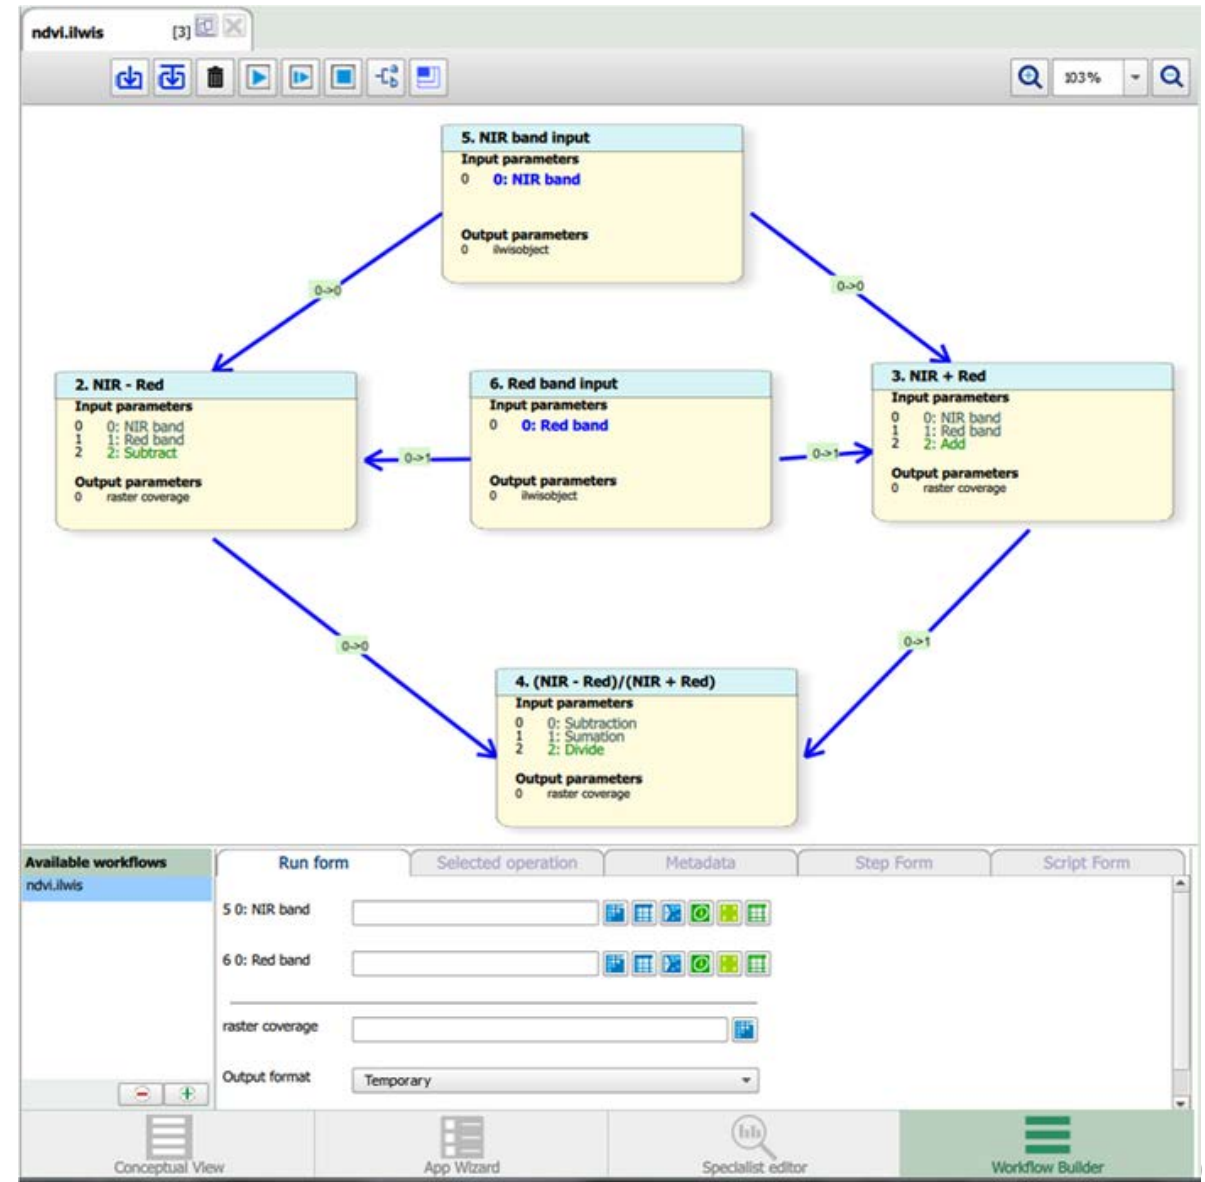 ndvi.ilwis [3]
103%
5. NIR band input
Input parameters
0 0: NIR band
Output parameters
0 ilwisobject
0->0
0->0
2. NIR - Red
Input parameters
0 0: NIR band
1 1: Red band
2 2: Subtract
Output parameters
0 raster coverage
6. Red band input
Input parameters
0 0: Red band
Output parameters
0 ilwisobject
3. NIR + Red
Input parameters
0 0: NIR band
1 1: Red band
2 2: Add
Output parameters
0 raster coverage
0->1
0->1
0->0
0->1
4. (NIR - Red)/(NIR + Red)
Input parameters
0 0: Subtraction
1 1: Sumation
2 2: Divide
Output parameters
0 raster coverage
Available workflows
ndvi.ilwis
Run form Selected operation Metadata Step Form Script Form
5 0: NIR band
6 0: Red band
raster coverage
Output format Temporary
Conceptual View App Wizard Specialist editor Workflow Builder